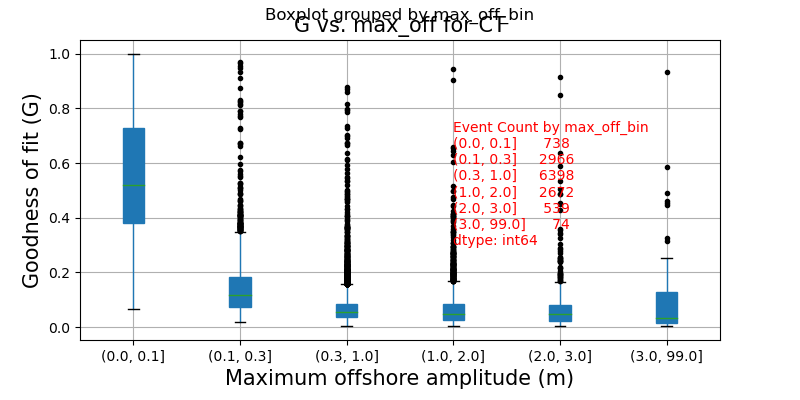 Boxplot grouped by max_off_bin
G vs. max_off for CT
Goodness of fit (G)
1.0
0.8
0.6
0.4
0.2
0.0
Event Count by max_off_bin
(0.0, 0.1] 738
(0.1, 0.3] 2966
(0.3, 1.0] 6398
(1.0, 2.0] 2672
(2.0, 3.0] 539
(3.0, 99.0] 74
dtype: int64
(0.0, 0.1] (0.1, 0.3] (0.3, 1.0] (1.0, 2.0] (2.0, 3.0] (3.0, 99.0]
Maximum offshore amplitude (m)